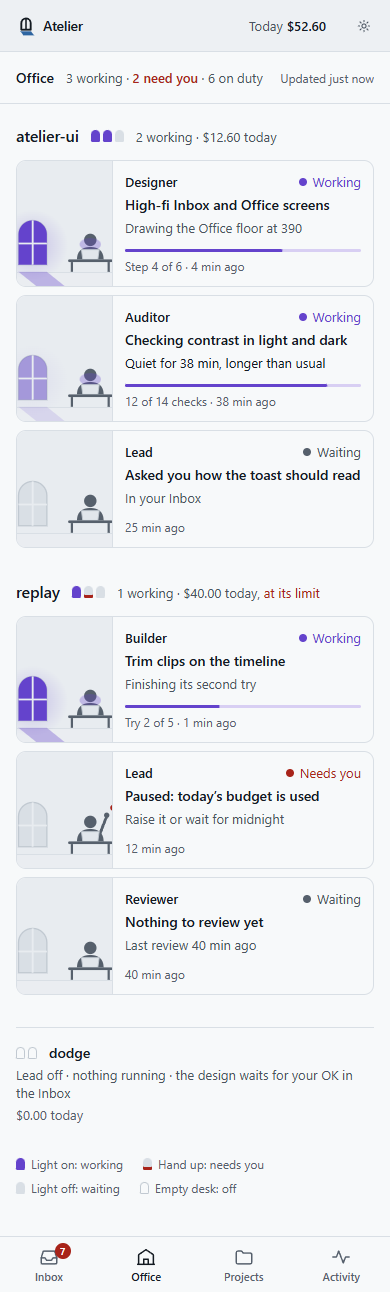 Atelier
Today $52.60
Office 3 working · 2 need you · 6 on duty Updated just now
atelier-ui 2 working · $12.60 today
Designer Working
High-fi Inbox and Office screens
Drawing the Office floor at 390
Step 4 of 6 · 4 min ago
Auditor Working
Checking contrast in light and dark
Quiet for 38 min, longer than usual
12 of 14 checks · 38 min ago
Lead Waiting
Asked you how the toast should read
In your Inbox
25 min ago
replay 1 working · $40.00 today, at its limit
Builder Working
Trim clips on the timeline
Finishing its second try
Try 2 of 5 · 1 min ago
Lead Needs you
Paused: today's budget is used
Raise it or wait for midnight
12 min ago
Reviewer Waiting
Nothing to review yet
Last review 40 min ago
40 min ago
dodge
Lead off · nothing running · the design waits for your OK in
the Inbox
$0.00 today
Light on: working Hand up: needs you
Light off: waiting Empty desk: off
7
Inbox Office Projects Activity